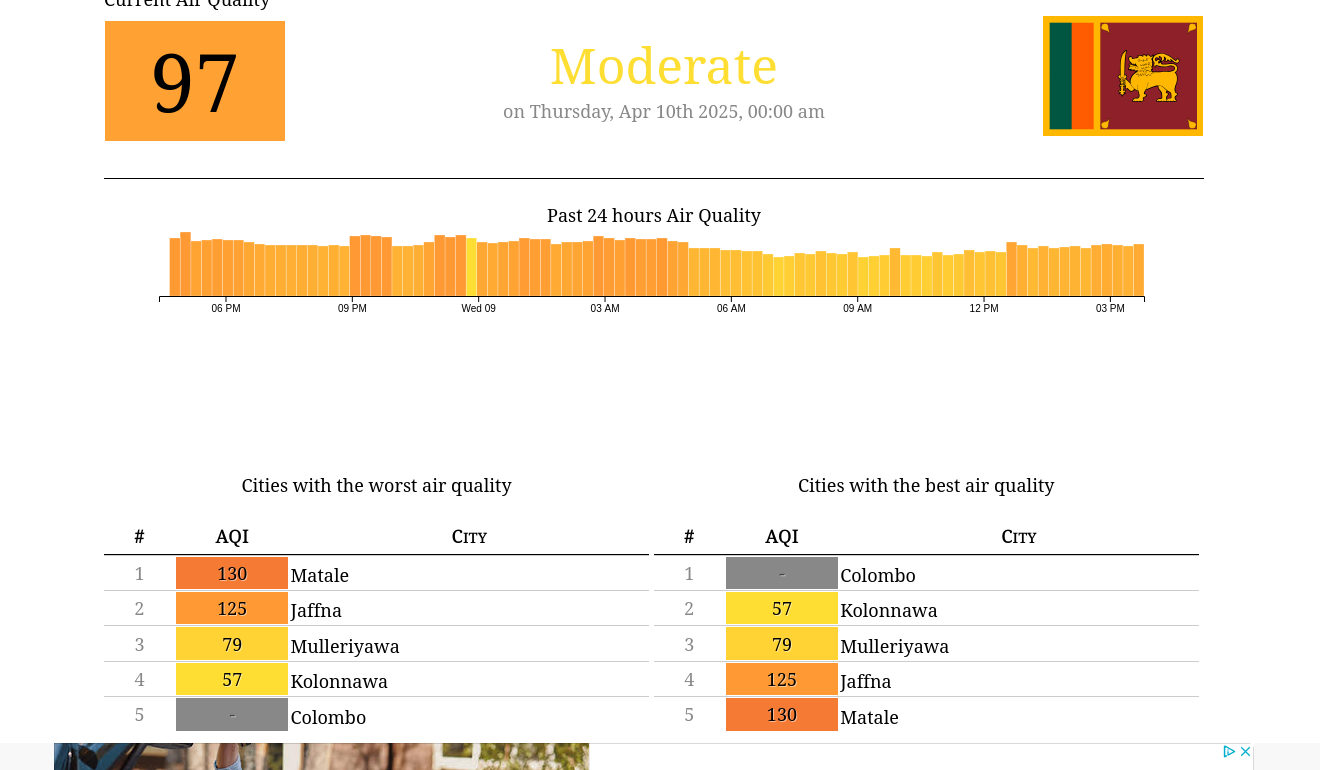 Current Air Quality
97
Moderate
on Thursday, Apr 10th 2025, 00:00 am
Past 24 hours Air Quality
06 PM 09 PM Wed 09 03 AM 06 AM 09 AM 12 PM 03 PM
Cities with the worst air quality
# AQI City
1 130 Matale
2 125 Jaffna
3 79 Mulleriyawa
4 57 Kolonnawa
5 - Colombo
Cities with the best air quality
# AQI City
1 - Colombo
2 57 Kolonnawa
3 79 Mulleriyawa
4 125 Jaffna
5 130 Matale